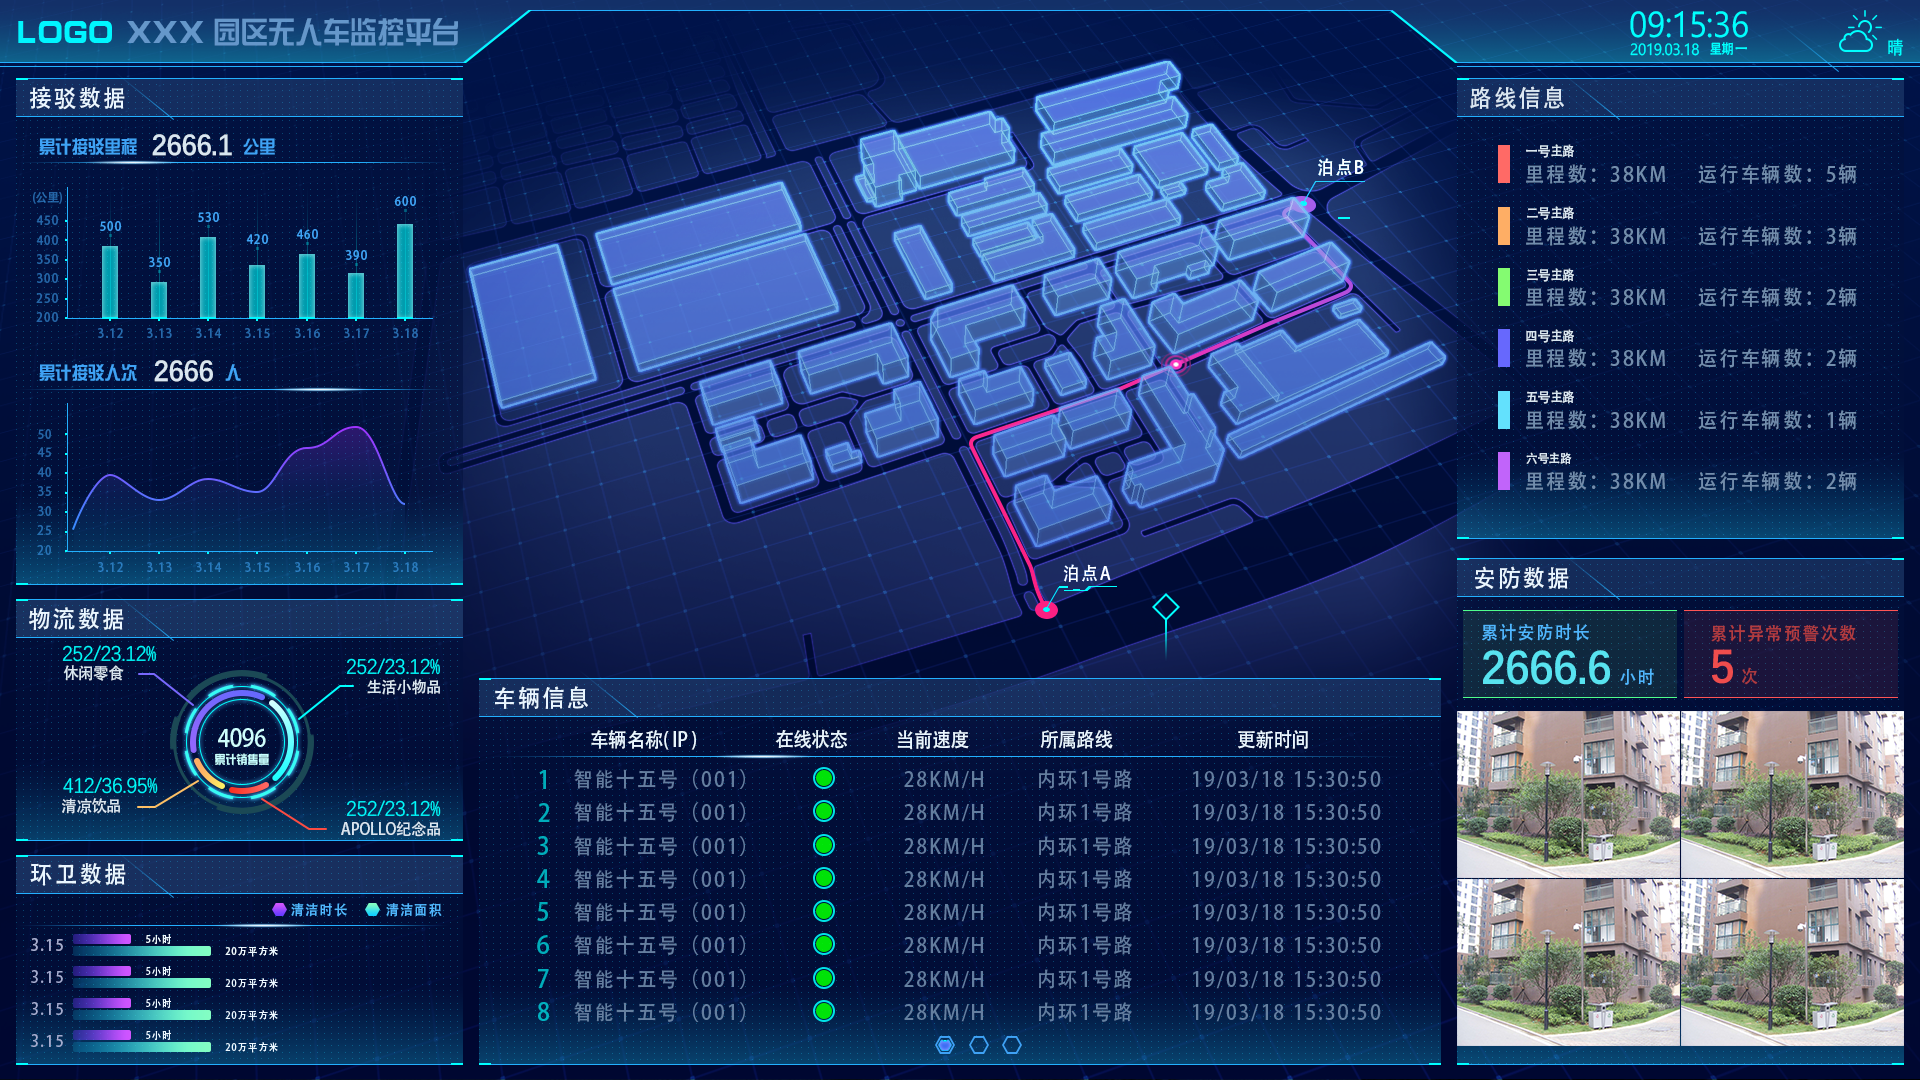 LOGO XXX 园区无人车监控平台
09:15:36
2019.03.18 星期一
晴
接驳数据
累计接驳里程 2666.1 公里
(公里)
450
400
350
300
250
200
500
350
530
420
460
390
600
3.12 3.13 3.14 3.15 3.16 3.17 3.18
累计接驳人次 2666 人
50
45
40
35
30
25
20
3.12 3.13 3.14 3.15 3.16 3.17 3.18
物流数据
252/23.12%
休闲零食
252/23.12%
生活小物品
4096
累计销售量
412/36.95%
清凉饮品
252/23.12%
APOLLO纪念品
环卫数据
清洁时长 清洁面积
3.15 5小时
20万平方米
3.15 5小时
20万平方米
3.15 5小时
20万平方米
3.15 5小时
20万平方米
泊点B
泊点A
车辆信息
车辆名称(IP) 在线状态 当前速度 所属路线 更新时间
1 智能十五号（001） 28KM/H 内环1号路 19/03/18 15:30:50
2 智能十五号（001） 28KM/H 内环1号路 19/03/18 15:30:50
3 智能十五号（001） 28KM/H 内环1号路 19/03/18 15:30:50
4 智能十五号（001） 28KM/H 内环1号路 19/03/18 15:30:50
5 智能十五号（001） 28KM/H 内环1号路 19/03/18 15:30:50
6 智能十五号（001） 28KM/H 内环1号路 19/03/18 15:30:50
7 智能十五号（001） 28KM/H 内环1号路 19/03/18 15:30:50
8 智能十五号（001） 28KM/H 内环1号路 19/03/18 15:30:50
路线信息
一号主路
里程数：38KM 运行车辆数：5辆
二号主路
里程数：38KM 运行车辆数：3辆
三号主路
里程数：38KM 运行车辆数：2辆
四号主路
里程数：38KM 运行车辆数：2辆
五号主路
里程数：38KM 运行车辆数：1辆
六号主路
里程数：38KM 运行车辆数：2辆
安防数据
累计安防时长
2666.6 小时
累计异常预警次数
5 次